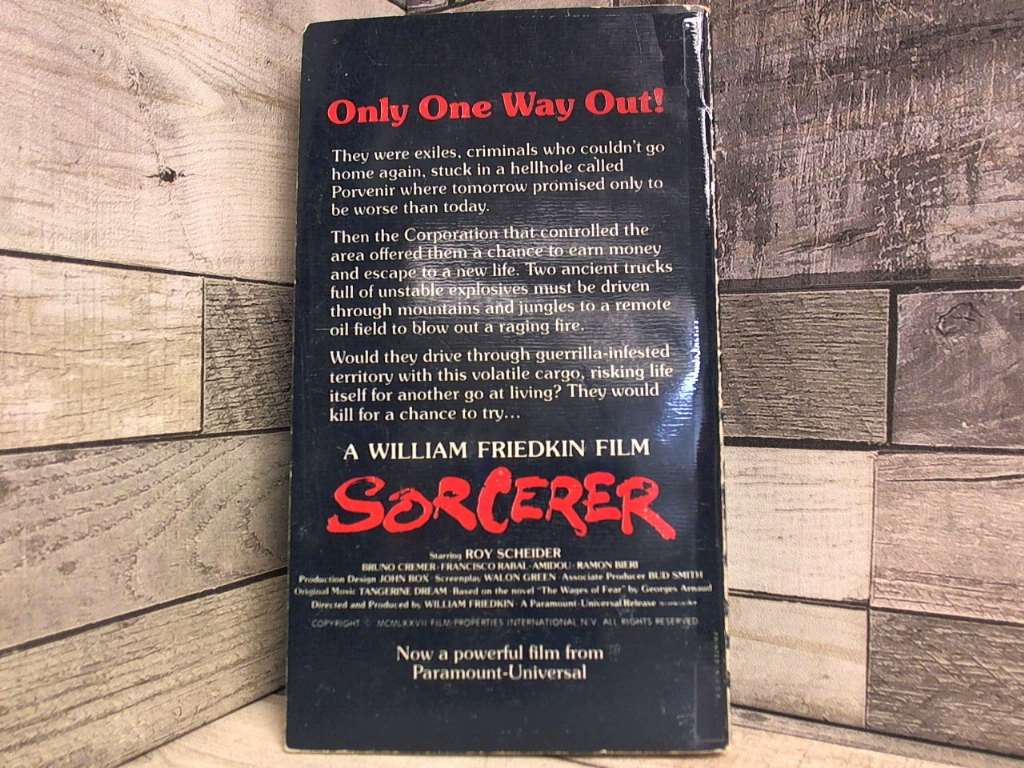 Only One Way Out!
They were exiles, criminals who couldn't go
home again, stuck in a hellhole called
Porvenir where tomorrow promised only to
be worse than today.
Then the Corporation that controlled the
area offered them a chance to earn money
and escape to a new life. Two ancient trucks
full of unstable explosives must be driven
through mountains and jungles to a remote
oil field to blow out a raging fire.
Would they drive through guerrilla-infested
territory with this volatile cargo, risking life
itself for another go at living? They would
kill for a chance to try...
A WILLIAM FRIEDKIN FILM
SORCERER
Starring ROY SCHEIDER
BRUNO CREMER · FRANCISCO RABAL · AMIDOU · RAMON BIERI
Production Design JOHN BOX · Screenplay WALON GREEN · Associate Producer BUD SMITH
Original Music TANGERINE DREAM · Based on the novel "The Wages of Fear" by Georges Arnaud
Directed and Produced by WILLIAM FRIEDKIN · A Paramount-Universal Release
COPYRIGHT © MCMLXXVII FILM PROPERTIES INTERNATIONAL N.V. ALL RIGHTS RESERVED
Now a powerful film from
Paramount-Universal